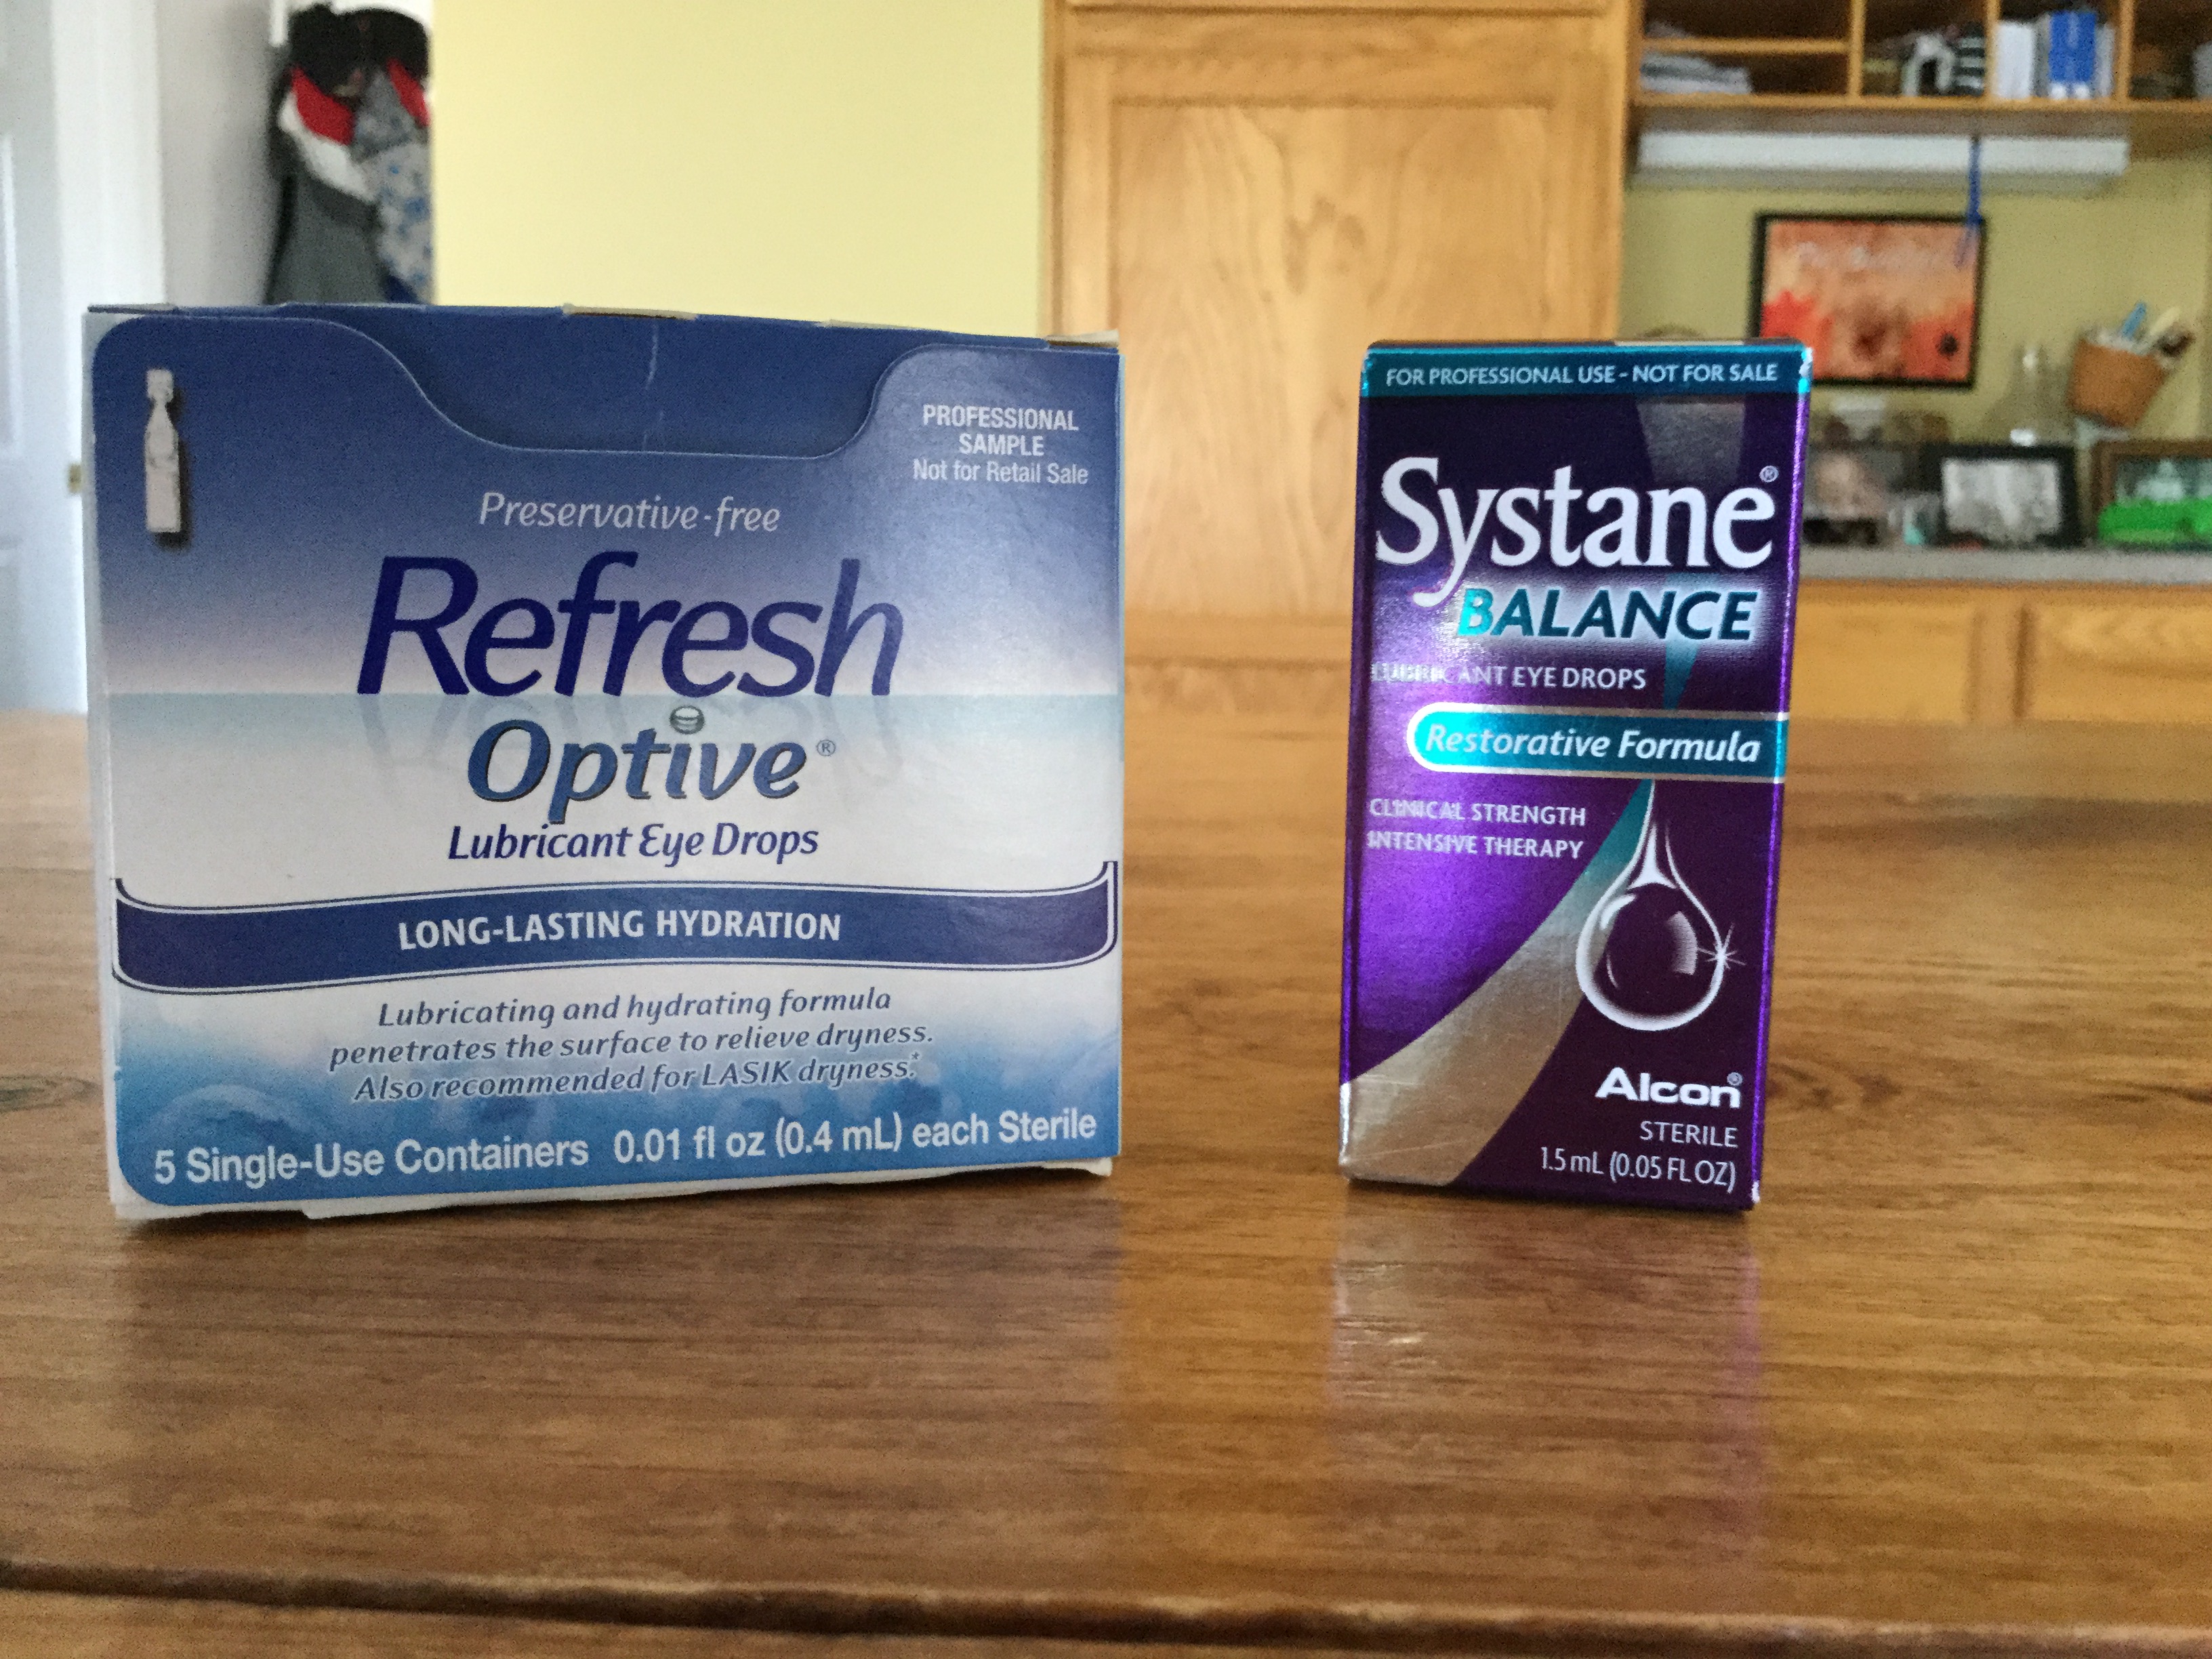 PROFESSIONAL
SAMPLE
Not for Retail Sale
Preservative-free
Refresh
Optive®
Lubricant Eye Drops
LONG-LASTING HYDRATION
Lubricating and hydrating formula
penetrates the surface to relieve dryness.
Also recommended for LASIK dryness.*
5 Single-Use Containers 0.01 fl oz (0.4 mL) each Sterile
FOR PROFESSIONAL USE - NOT FOR SALE
Systane®
BALANCE
LUBRICANT EYE DROPS
Restorative Formula
CLINICAL STRENGTH
INTENSIVE THERAPY
Alcon®
STERILE
1.5 mL (0.05 FL OZ)